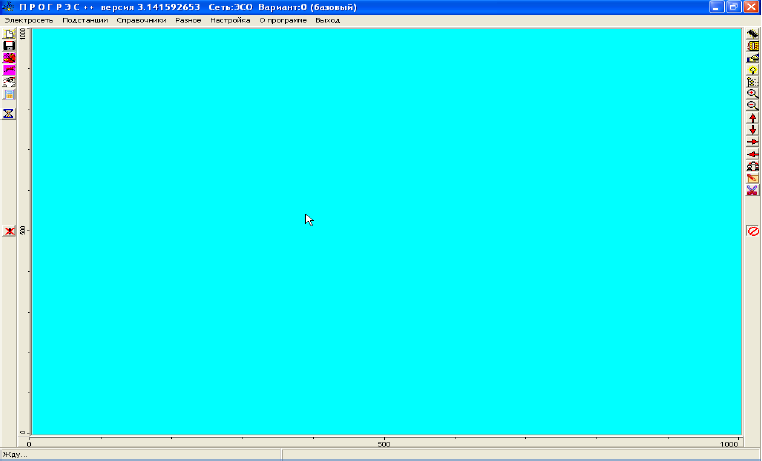 П Р О Г Р Э С ++ версия 3.141592653 Сеть:ЭСО Вариант:0 (базовый)
Электросеть Подстанции Справочники Разное Настройка О программе Выход
1000
500
0
0 500 1000
Жду...